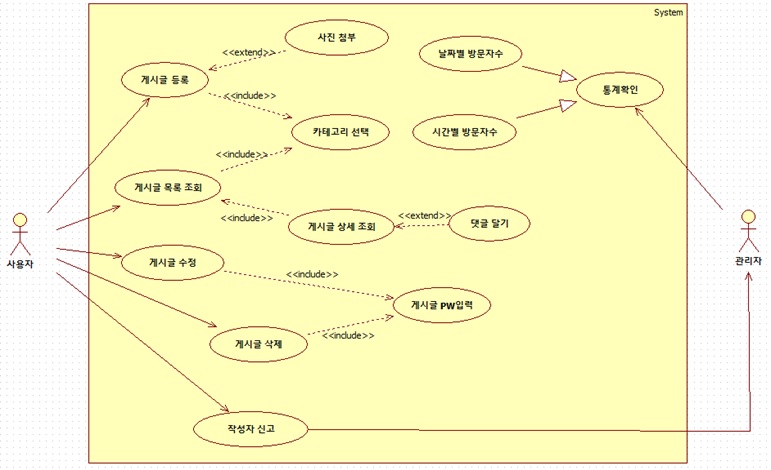 System
사진 첨부
<<extend>>
날짜별 방문자수
게시글 등록
통계확인
<<include>>
카테고리 선택
시간별 방문자수
<<include>>
게시글 목록 조회
<<include>>
게시글 상세 조회
<<extend>>
댓글 달기
사용자
관리자
게시글 수정
<<include>>
게시글 PW입력
게시글 삭제
<<include>>
작성자 신고